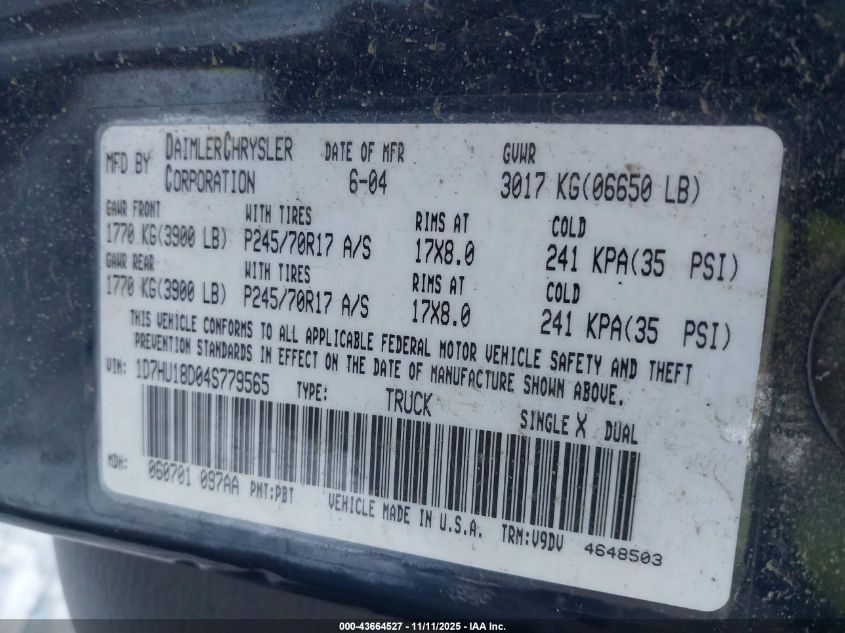 MFD BY DAIMLERCHRYSLER CORPORATION DATE OF MFR 6-04 GVWR 3017 KG(06650 LB)
GAWR FRONT WITH TIRES RIMS AT COLD
1770 KG(3900 LB) P245/70R17 A/S 17X8.0 241 KPA(35 PSI)
GAWR REAR WITH TIRES RIMS AT COLD
1770 KG(3900 LB) P245/70R17 A/S 17X8.0 241 KPA(35 PSI)
THIS VEHICLE CONFORMS TO ALL APPLICABLE FEDERAL MOTOR VEHICLE SAFETY AND THEFT
PREVENTION STANDARDS IN EFFECT ON THE DATE OF MANUFACTURE SHOWN ABOVE.
VIN: 1D7HU18D04S779565 TYPE: TRUCK SINGLE X DUAL
MDH: 060701 097AA PNT:PBT VEHICLE MADE IN U.S.A. TRM:V9DV 4648503
000-43664527 - 11/11/2025 - IAA Inc.